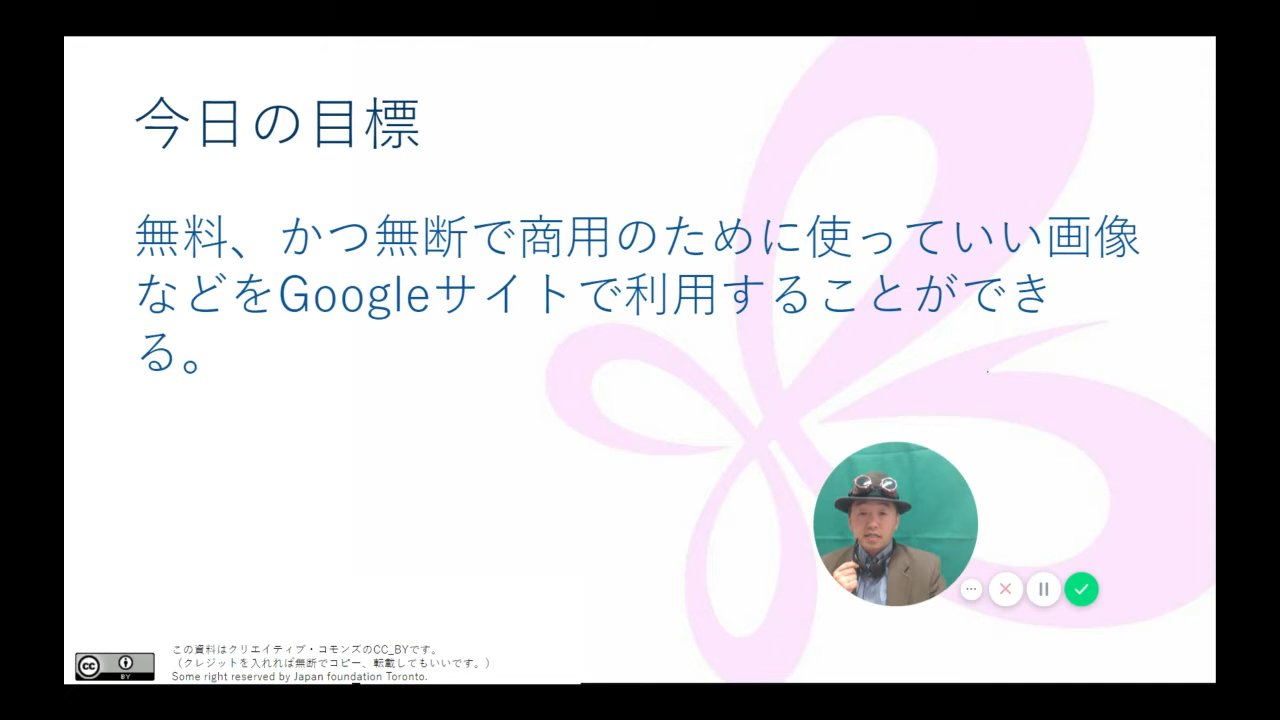 今日の目標
無料、かつ無断で商用のために使っていい画像
などをGoogleサイトで利用することができ
る。
この資料はクリエイティブ・コモンズのCC_BYです。
（クレジットを入れれば無断でコピー、転載してもいいです。）
Some right reserved by Japan foundation Toronto.
cc
BY